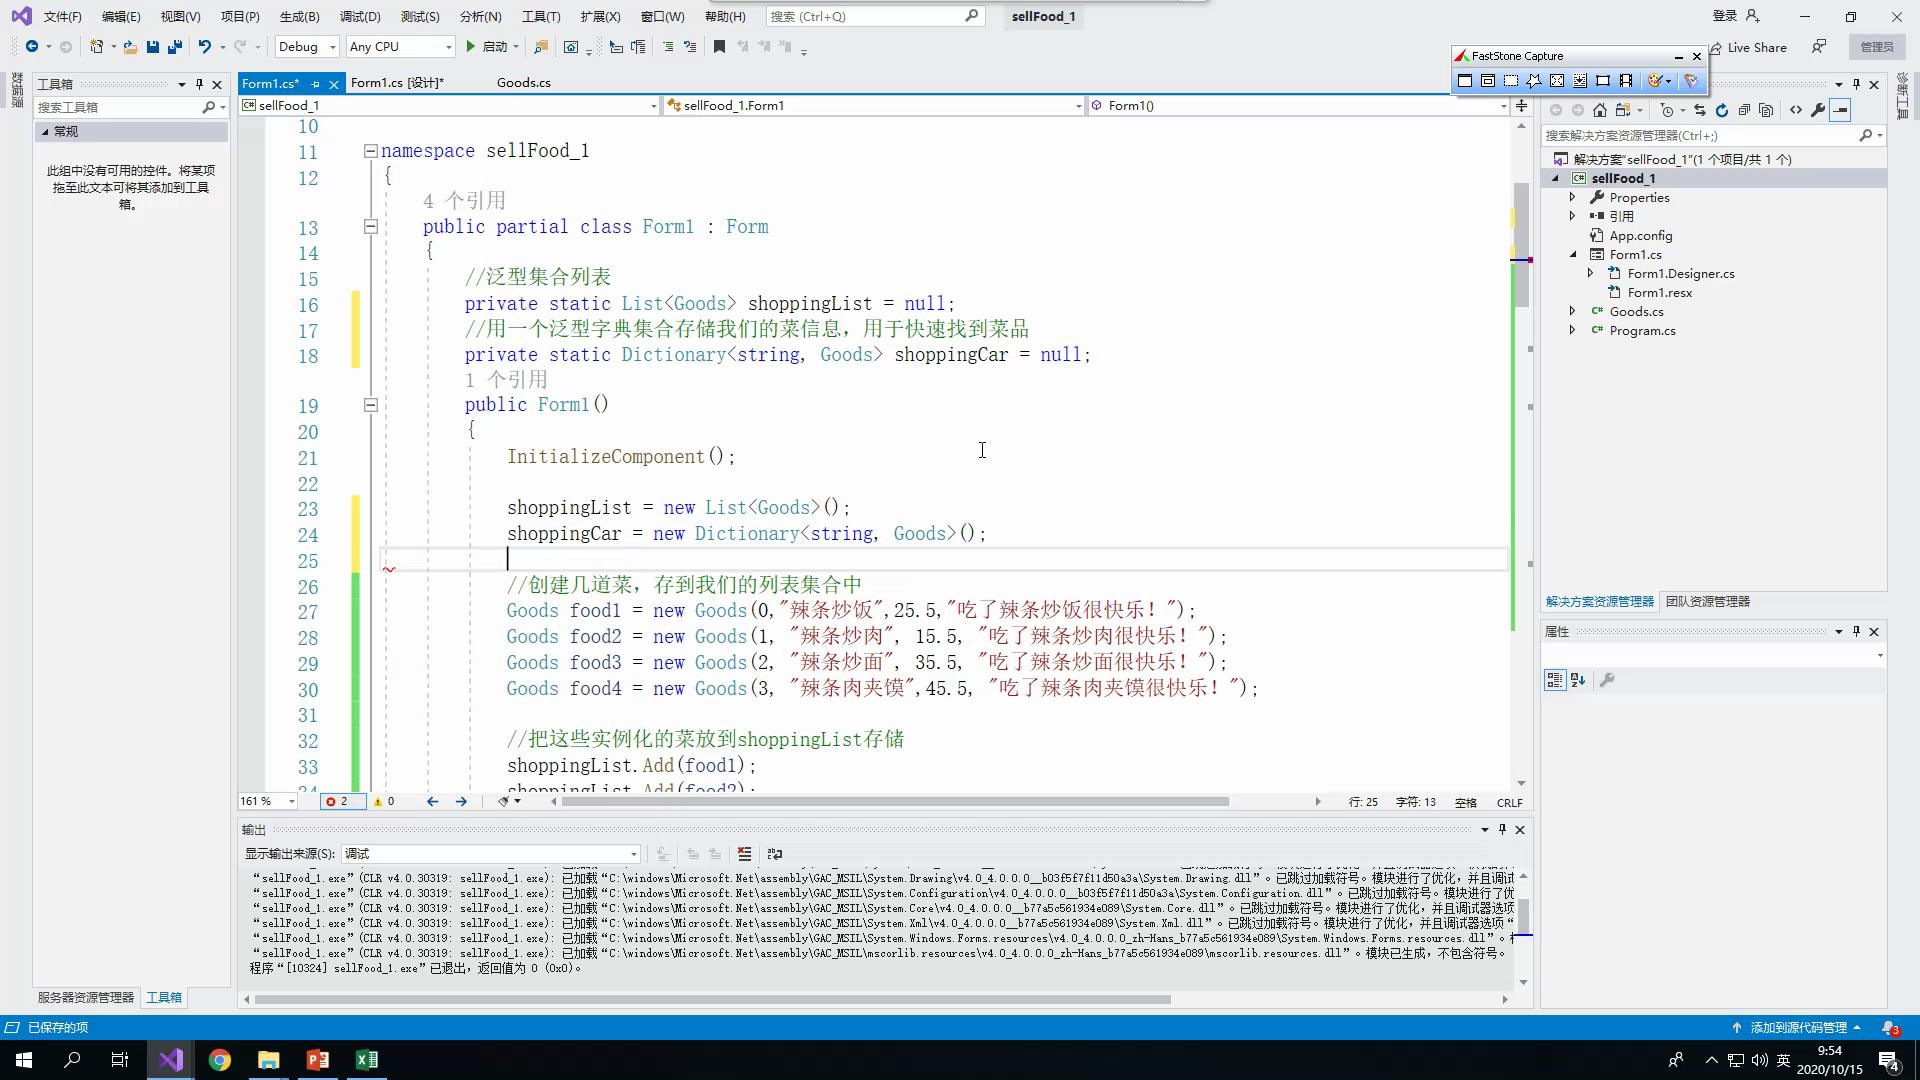 文件(F) 编辑(E) 视图(V) 项目(P) 生成(B) 调试(D) 测试(S) 分析(N) 工具(T) 扩展(X) 窗口(W) 帮助(H) 搜索 (Ctrl+Q) sellFood_1 登录
Debug Any CPU 启动 Live Share 管理员
FastStone Capture
工具箱
搜索工具箱
常规
此组中没有可用的控件。将某项
拖至此文本可将其添加到工具
箱。
服务器资源管理器 工具箱
Form1.cs* Form1.cs [设计]* Goods.cs
sellFood_1 sellFood_1.Form1 Form1()
10
11 namespace sellFood_1
12 {
4 个引用
13 public partial class Form1 : Form
14 {
15 //泛型集合列表
16 private static List<Goods> shoppingList = null;
17 //用一个泛型字典集合存储我们的菜信息，用于快速找到菜品
18 private static Dictionary<string, Goods> shoppingCar = null;
1 个引用
19 public Form1()
20 {
21 InitializeComponent();
22
23 shoppingList = new List<Goods>();
24 shoppingCar = new Dictionary<string, Goods>();
25
26 //创建几道菜，存到我们的列表集合中
27 Goods food1 = new Goods(0,"辣条炒饭",25.5,"吃了辣条炒饭很快乐！");
28 Goods food2 = new Goods(1, "辣条炒肉", 15.5, "吃了辣条炒肉很快乐！");
29 Goods food3 = new Goods(2, "辣条炒面", 35.5, "吃了辣条炒面很快乐！");
30 Goods food4 = new Goods(3, "辣条肉夹馍",45.5, "吃了辣条肉夹馍很快乐！");
31
32 //把这些实例化的菜放到shoppingList存储
33 shoppingList.Add(food1);
shoppingList.Add(food2);
161 % 2 0 行: 25 字符: 13 空格 CRLF
输出
显示输出来源(S): 调试
“sellFood_1.exe”(CLR v4.0.30319: sellFood_1.exe): 已加载“C:\windows\Microsoft.Net\assembly\GAC_MSIL\System.Drawing\v4.0_4.0.0.0__b03f5f7f11d50a3a\System.Drawing.dll”。已跳过加载符号。模块进行了优化，并且调试
“sellFood_1.exe”(CLR v4.0.30319: sellFood_1.exe): 已加载“C:\windows\Microsoft.Net\assembly\GAC_MSIL\System.Configuration\v4.0_4.0.0.0__b03f5f7f11d50a3a\System.Configuration.dll”。已跳过加载符号。模块进行了优
“sellFood_1.exe”(CLR v4.0.30319: sellFood_1.exe): 已加载“C:\windows\Microsoft.Net\assembly\GAC_MSIL\System.Core\v4.0_4.0.0.0__b77a5c561934e089\System.Core.dll”。已跳过加载符号。模块进行了优化，并且调试器选项
“sellFood_1.exe”(CLR v4.0.30319: sellFood_1.exe): 已加载“C:\windows\Microsoft.Net\assembly\GAC_MSIL\System.Xml\v4.0_4.0.0.0__b77a5c561934e089\System.Xml.dll”。已跳过加载符号。模块进行了优化，并且调试器选项“
“sellFood_1.exe”(CLR v4.0.30319: sellFood_1.exe): 已加载“C:\windows\Microsoft.Net\assembly\GAC_MSIL\System.Windows.Forms.resources\v4.0_4.0.0.0_zh-Hans_b77a5c561934e089\System.Windows.Forms.resources.dll”。
“sellFood_1.exe”(CLR v4.0.30319: sellFood_1.exe): 已加载“C:\windows\Microsoft.Net\assembly\GAC_MSIL\mscorlib.resources\v4.0_4.0.0.0_zh-Hans_b77a5c561934e089\mscorlib.resources.dll”。模块已生成，不包含符号。
程序“[10324] sellFood_1.exe”已退出，返回值为 0 (0x0)。
搜索解决方案资源管理器(Ctrl+;)
解决方案"sellFood_1"(1 个项目/共 1 个)
sellFood_1
Properties
引用
App.config
Form1.cs
Form1.Designer.cs
Form1.resx
Goods.cs
Program.cs
解决方案资源管理器 团队资源管理器
属性
诊断工具
已保存的项 添加到源代码管理 3
英 9:54
2020/10/15 4